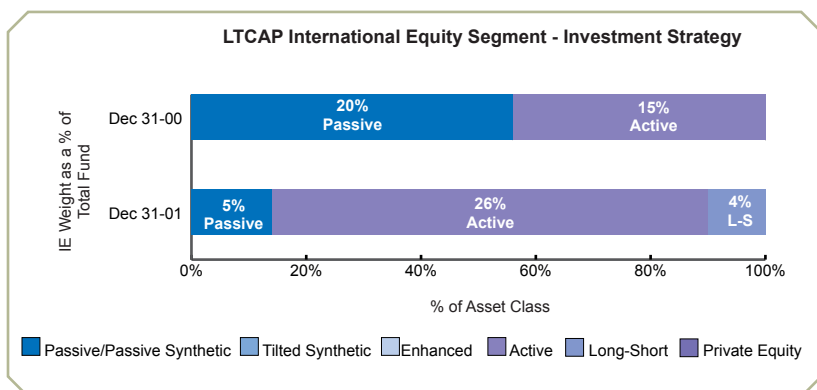 LTCAP International Equity Segment - Investment Strategy
IE Weight as a % of
Total Fund
Dec 31-00
20%
Passive
15%
Active
Dec 31-01
5%
Passive
26%
Active
4%
L-S
0% 20% 40% 60% 80% 100%
% of Asset Class
Passive/Passive Synthetic Tilted Synthetic Enhanced Active Long-Short Private Equity